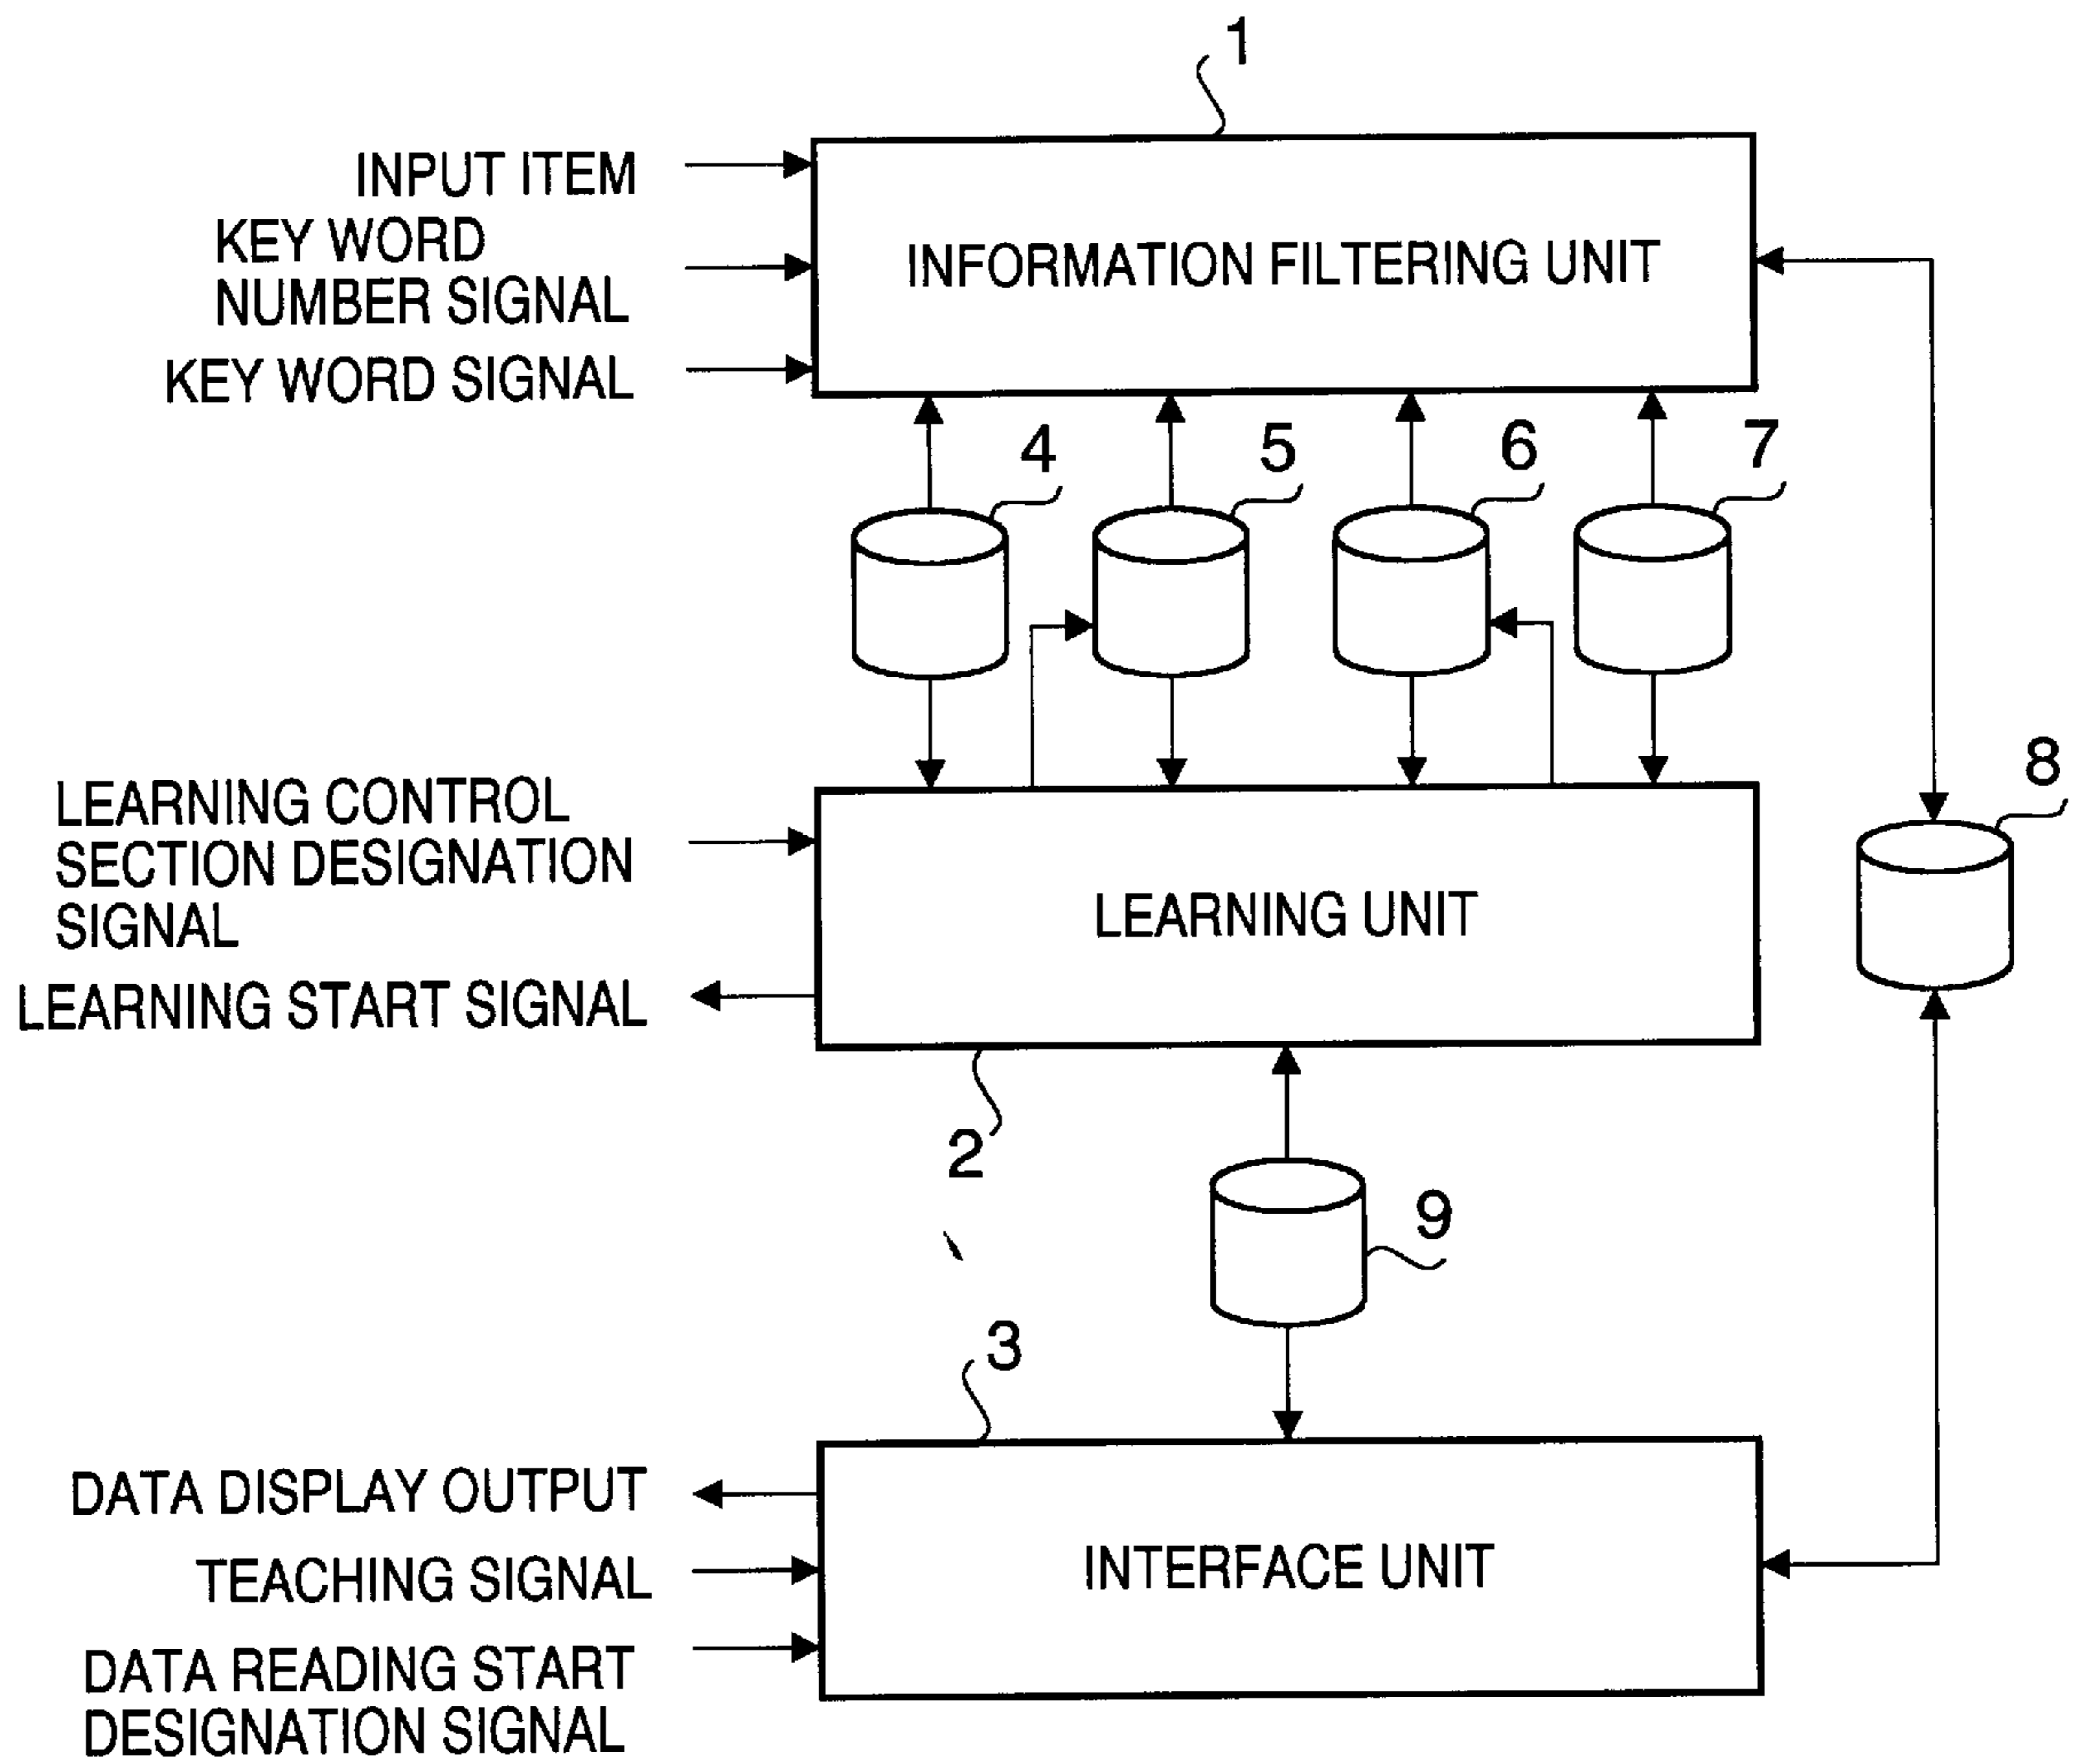 1
INPUT ITEM
KEY WORD
NUMBER SIGNAL
KEY WORD SIGNAL
INFORMATION FILTERING UNIT
4
5
6
7
8
LEARNING CONTROL
SECTION DESIGNATION
SIGNAL
LEARNING START SIGNAL
LEARNING UNIT
2
9
3
DATA DISPLAY OUTPUT
TEACHING SIGNAL
DATA READING START
DESIGNATION SIGNAL
INTERFACE UNIT